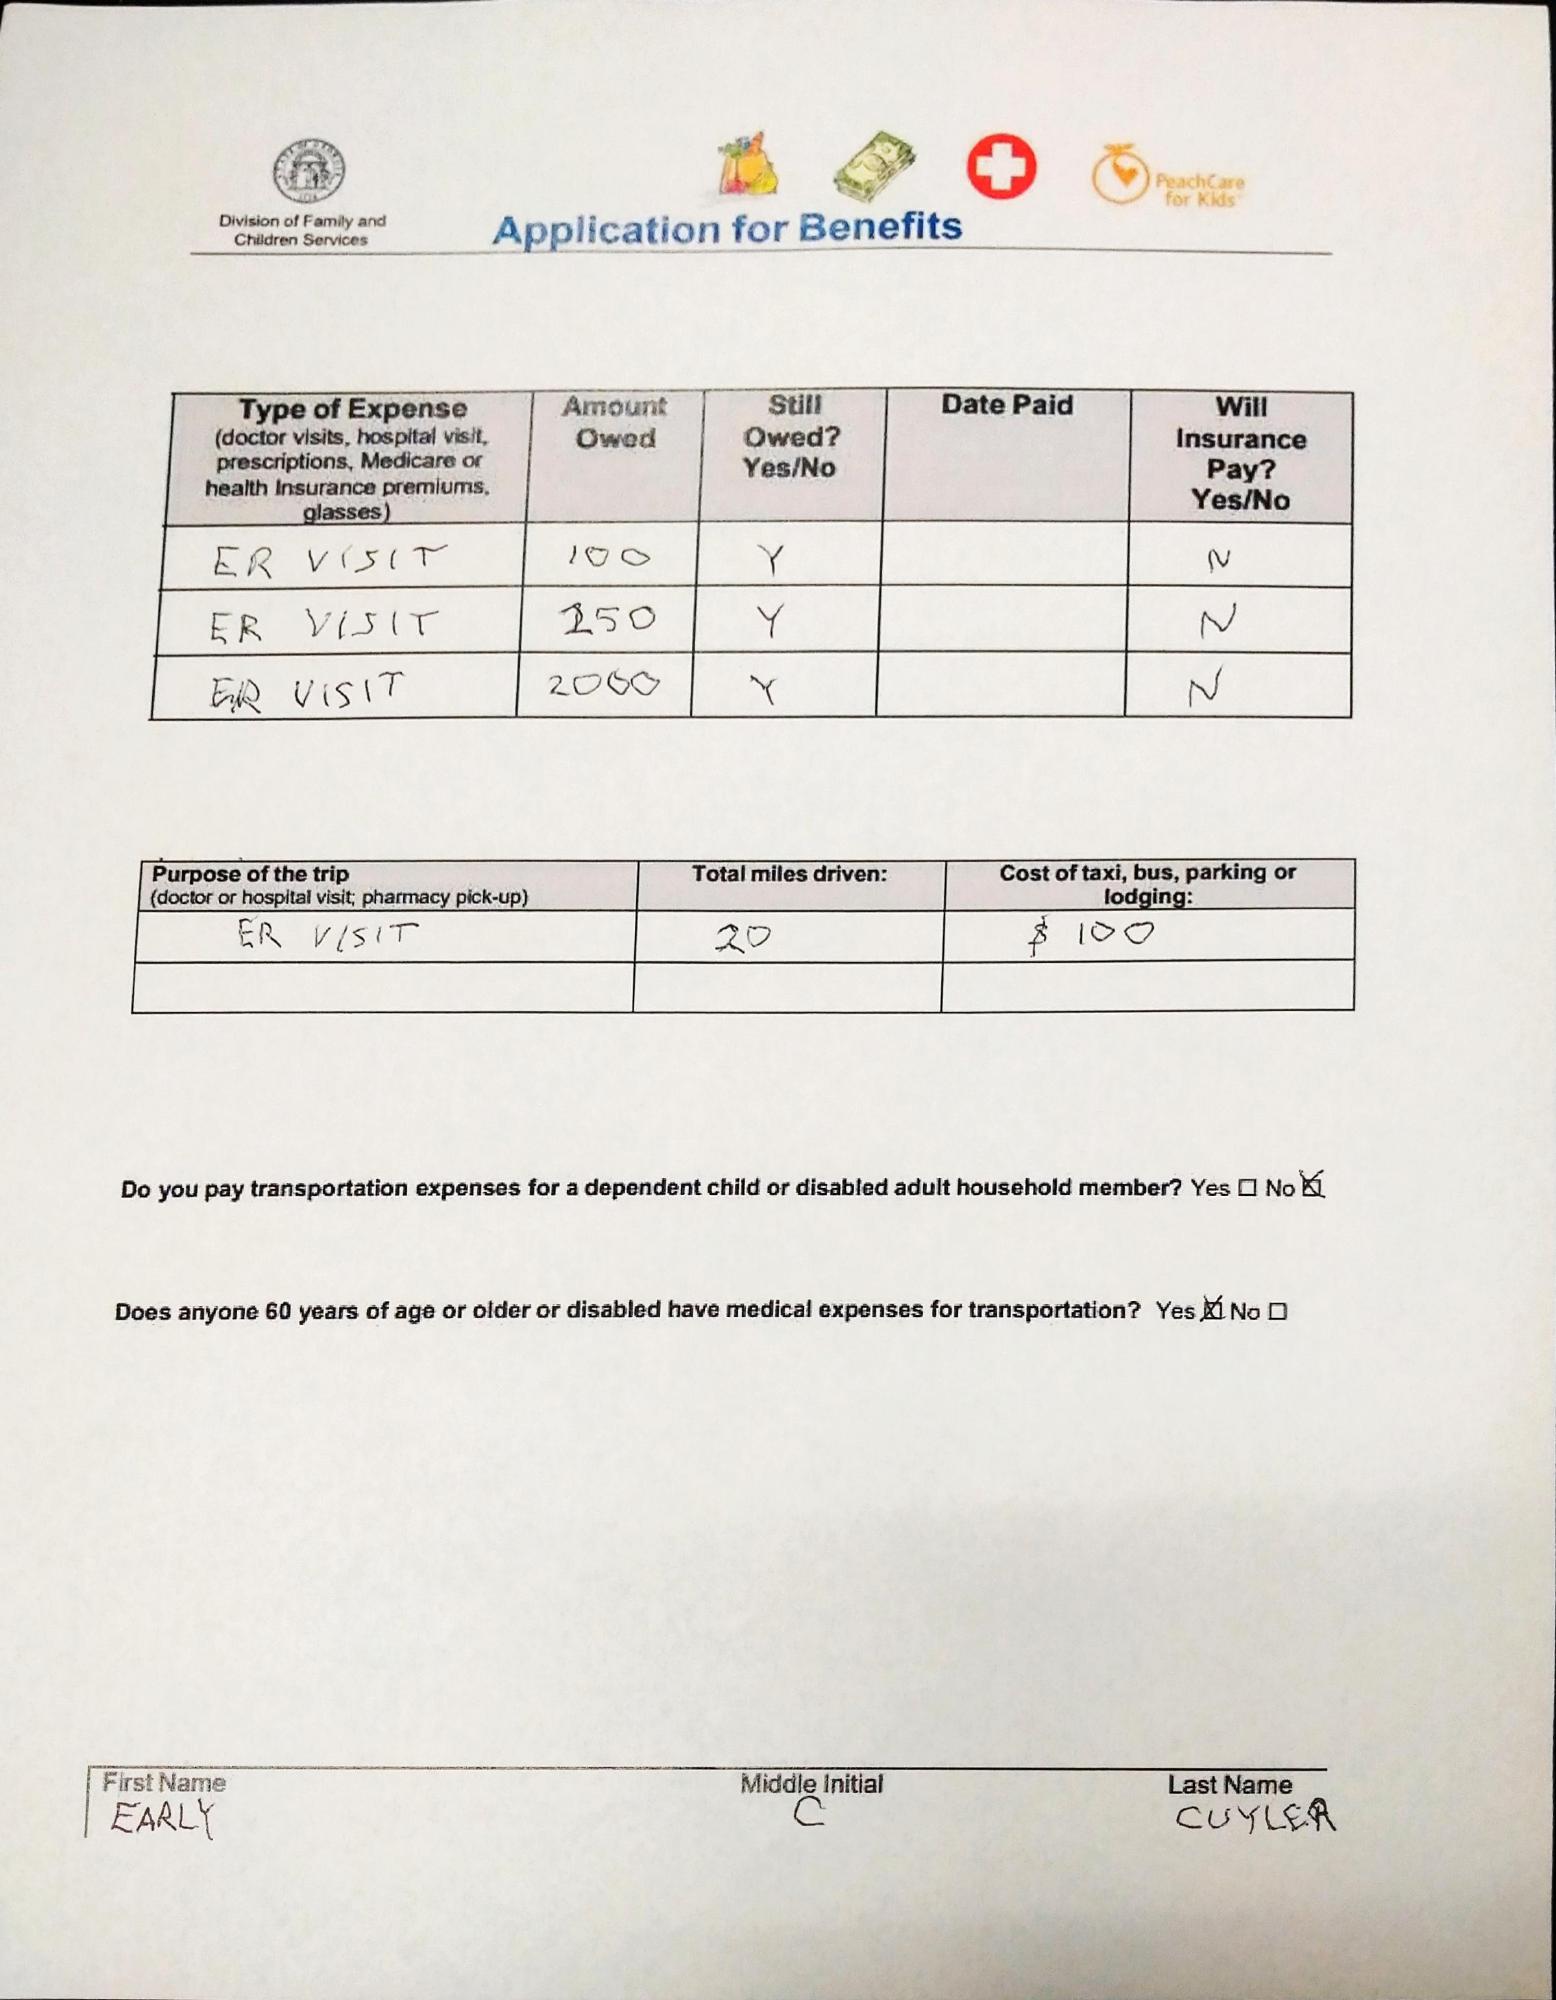 Division of Family and
Children Services
Application for Benefits
PeachCare
for Kids
Type of Expense
(doctor visits, hospital visit,
prescriptions, Medicare or
health Insurance premiums,
glasses)
Amount
Owed
Still
Owed?
Yes/No
Date Paid
Will
Insurance
Pay?
Yes/No
ER VISIT 100 Y N
ER VISIT 250 Y N
ER VISIT 2000 Y N
Purpose of the trip
(doctor or hospital visit; pharmacy pick-up)
Total miles driven:
Cost of taxi, bus, parking or
lodging:
ER VISIT 20 $ 100
Do you pay transportation expenses for a dependent child or disabled adult household member? Yes ☐ No ☒
Does anyone 60 years of age or older or disabled have medical expenses for transportation? Yes ☒ No ☐
First Name Middle Initial Last Name
EARLY C CUYLER